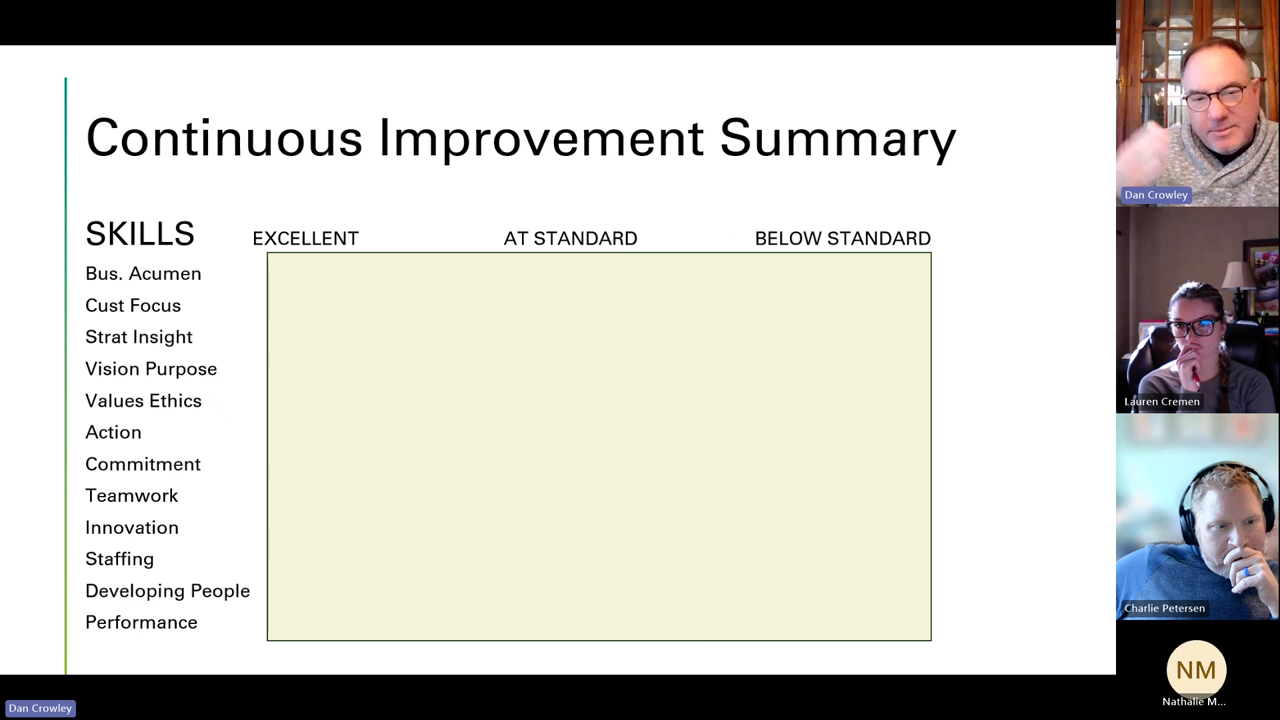 Continuous Improvement Summary
SKILLS
EXCELLENT
AT STANDARD
BELOW STANDARD
Bus. Acumen
Cust Focus
Strat Insight
Vision Purpose
Values Ethics
Action
Commitment
Teamwork
Innovation
Staffing
Developing People
Performance
Dan Crowley
Lauren Cremen
Charlie Petersen
NM
Nathalie M...
Dan Crowley